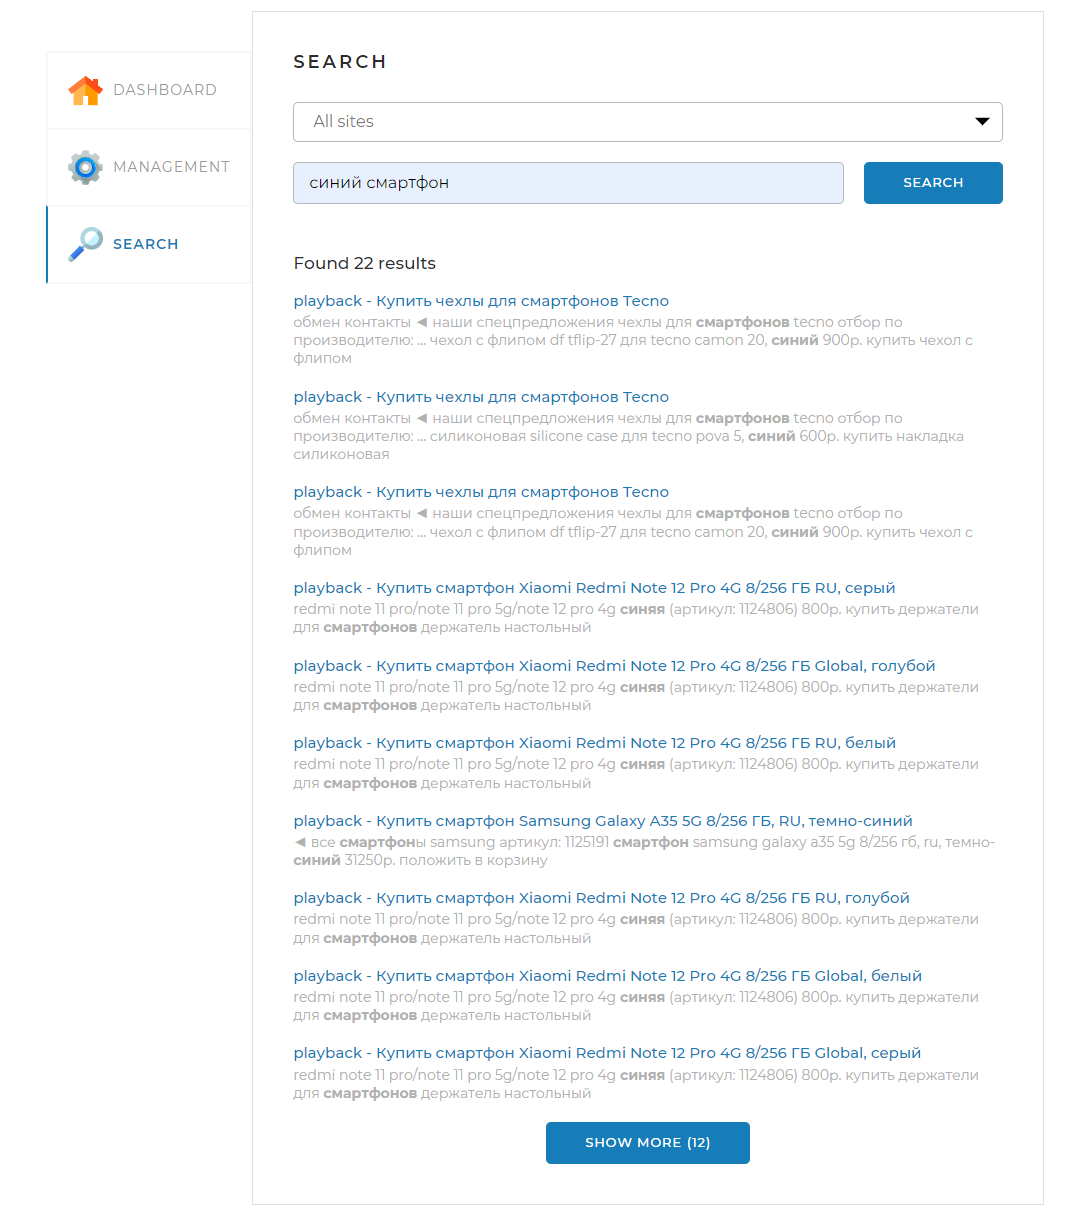 DASHBOARD
MANAGEMENT
SEARCH
SEARCH
All sites
синий смартфон
SEARCH
Found 22 results
playback - Купить чехлы для смартфонов Tecno
обмен контакты ◄ наши спецпредложения чехлы для смартфонов tecno отбор по
производителю: ... чехол с флипом df tflip-27 для tecno camon 20, синий 900р. купить чехол с
флипом
playback - Купить чехлы для смартфонов Tecno
обмен контакты ◄ наши спецпредложения чехлы для смартфонов tecno отбор по
производителю: ... силиконовая silicone case для tecno pova 5, синий 600р. купить накладка
силиконовая
playback - Купить чехлы для смартфонов Tecno
обмен контакты ◄ наши спецпредложения чехлы для смартфонов tecno отбор по
производителю: ... чехол с флипом df tflip-27 для tecno camon 20, синий 900р. купить чехол с
флипом
playback - Купить смартфон Xiaomi Redmi Note 12 Pro 4G 8/256 ГБ RU, серый
redmi note 11 pro/note 11 pro 5g/note 12 pro 4g синяя (артикул: 1124806) 800р. купить держатели
для смартфонов держатель настольный
playback - Купить смартфон Xiaomi Redmi Note 12 Pro 4G 8/256 ГБ Global, голубой
redmi note 11 pro/note 11 pro 5g/note 12 pro 4g синяя (артикул: 1124806) 800р. купить держатели
для смартфонов держатель настольный
playback - Купить смартфон Xiaomi Redmi Note 12 Pro 4G 8/256 ГБ RU, белый
redmi note 11 pro/note 11 pro 5g/note 12 pro 4g синяя (артикул: 1124806) 800р. купить держатели
для смартфонов держатель настольный
playback - Купить смартфон Samsung Galaxy A35 5G 8/256 ГБ, RU, темно-синий
◄ все смартфоны samsung артикул: 1125191 смартфон samsung galaxy a35 5g 8/256 гб, ru, темно-
синий 31250р. положить в корзину
playback - Купить смартфон Xiaomi Redmi Note 12 Pro 4G 8/256 ГБ RU, голубой
redmi note 11 pro/note 11 pro 5g/note 12 pro 4g синяя (артикул: 1124806) 800р. купить держатели
для смартфонов держатель настольный
playback - Купить смартфон Xiaomi Redmi Note 12 Pro 4G 8/256 ГБ Global, белый
redmi note 11 pro/note 11 pro 5g/note 12 pro 4g синяя (артикул: 1124806) 800р. купить держатели
для смартфонов держатель настольный
playback - Купить смартфон Xiaomi Redmi Note 12 Pro 4G 8/256 ГБ Global, серый
redmi note 11 pro/note 11 pro 5g/note 12 pro 4g синяя (артикул: 1124806) 800р. купить держатели
для смартфонов держатель настольный
SHOW MORE (12)